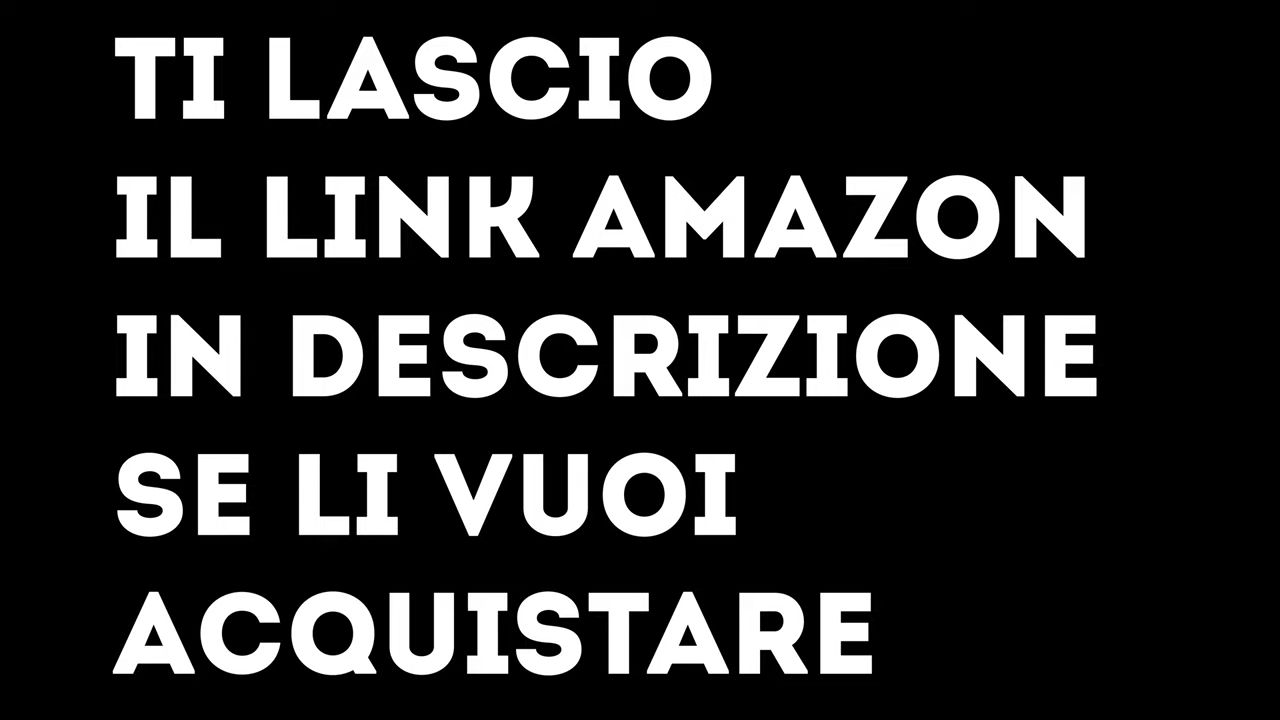 TI LASCIO
IL LINK AMAZON
IN DESCRIZIONE
SE LI VUOI
ACQUISTARE